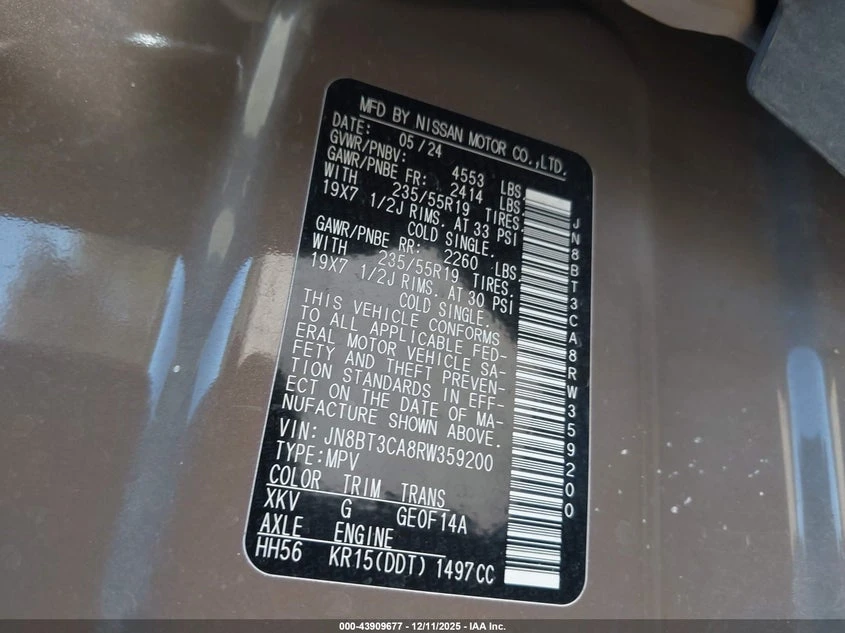 MFD BY NISSAN MOTOR CO.,LTD.
DATE: 05/24
GVWR/PNBV: 4553 LBS
GAWR/PNBE FR: 2414 LBS.
WITH 235/55R19 TIRES.
19X7 1/2J RIMS. AT 33 PSI
COLD SINGLE.
GAWR/PNBE RR: 2260 LBS.
WITH 235/55R19 TIRES.
19X7 1/2J RIMS. AT 30 PSI
COLD SINGLE.
THIS VEHICLE CONFORMS
TO ALL APPLICABLE FED-
ERAL MOTOR VEHICLE SA-
FETY AND THEFT PREVEN-
TION STANDARDS IN EFF-
ECT ON THE DATE OF MA-
NUFACTURE SHOWN ABOVE.
VIN: JN8BT3CA8RW359200
TYPE: MPV
COLOR TRIM TRANS
XKV G GE0F14A
AXLE ENGINE
HH56 KR15(DDT) 1497CC
JN8BT3CA8RW359200
000-43909677 - 12/11/2025 - IAA Inc.